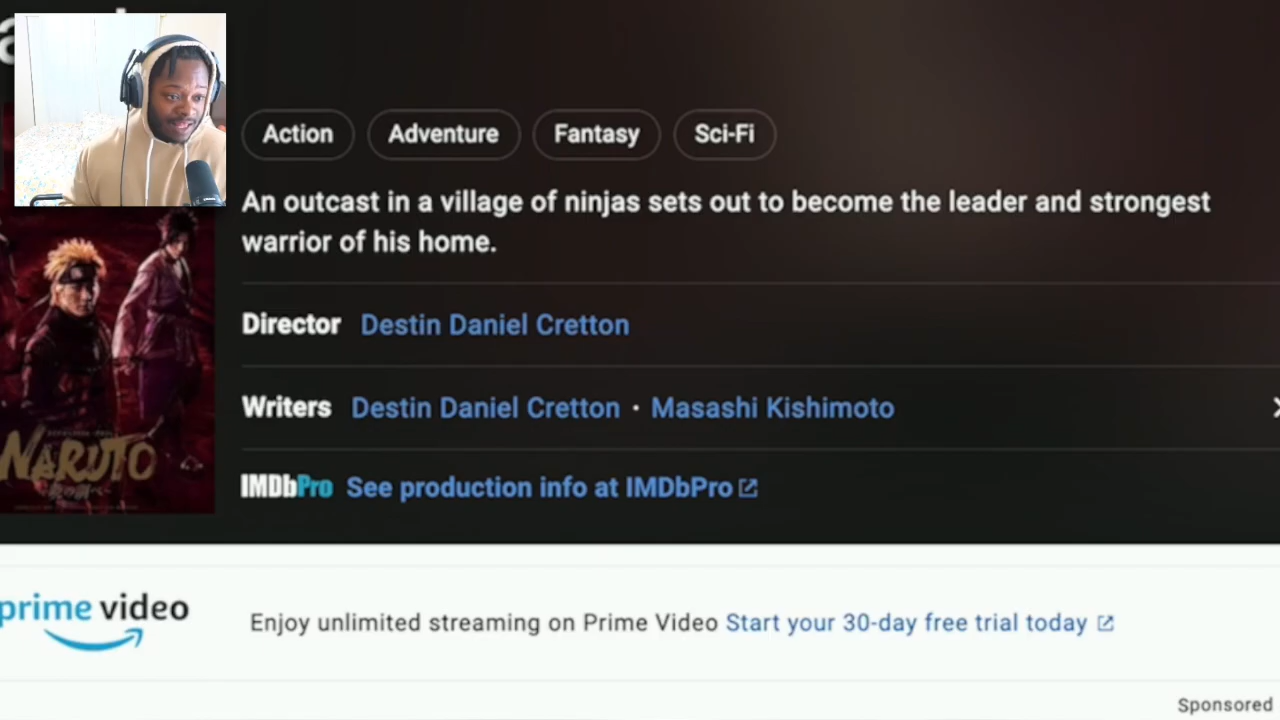 Action Adventure Fantasy Sci-Fi
An outcast in a village of ninjas sets out to become the leader and strongest
warrior of his home.
Director Destin Daniel Cretton
Writers Destin Daniel Cretton · Masashi Kishimoto
NARUTO
IMDbPro See production info at IMDbPro
prime video Enjoy unlimited streaming on Prime Video Start your 30-day free trial today
Sponsored